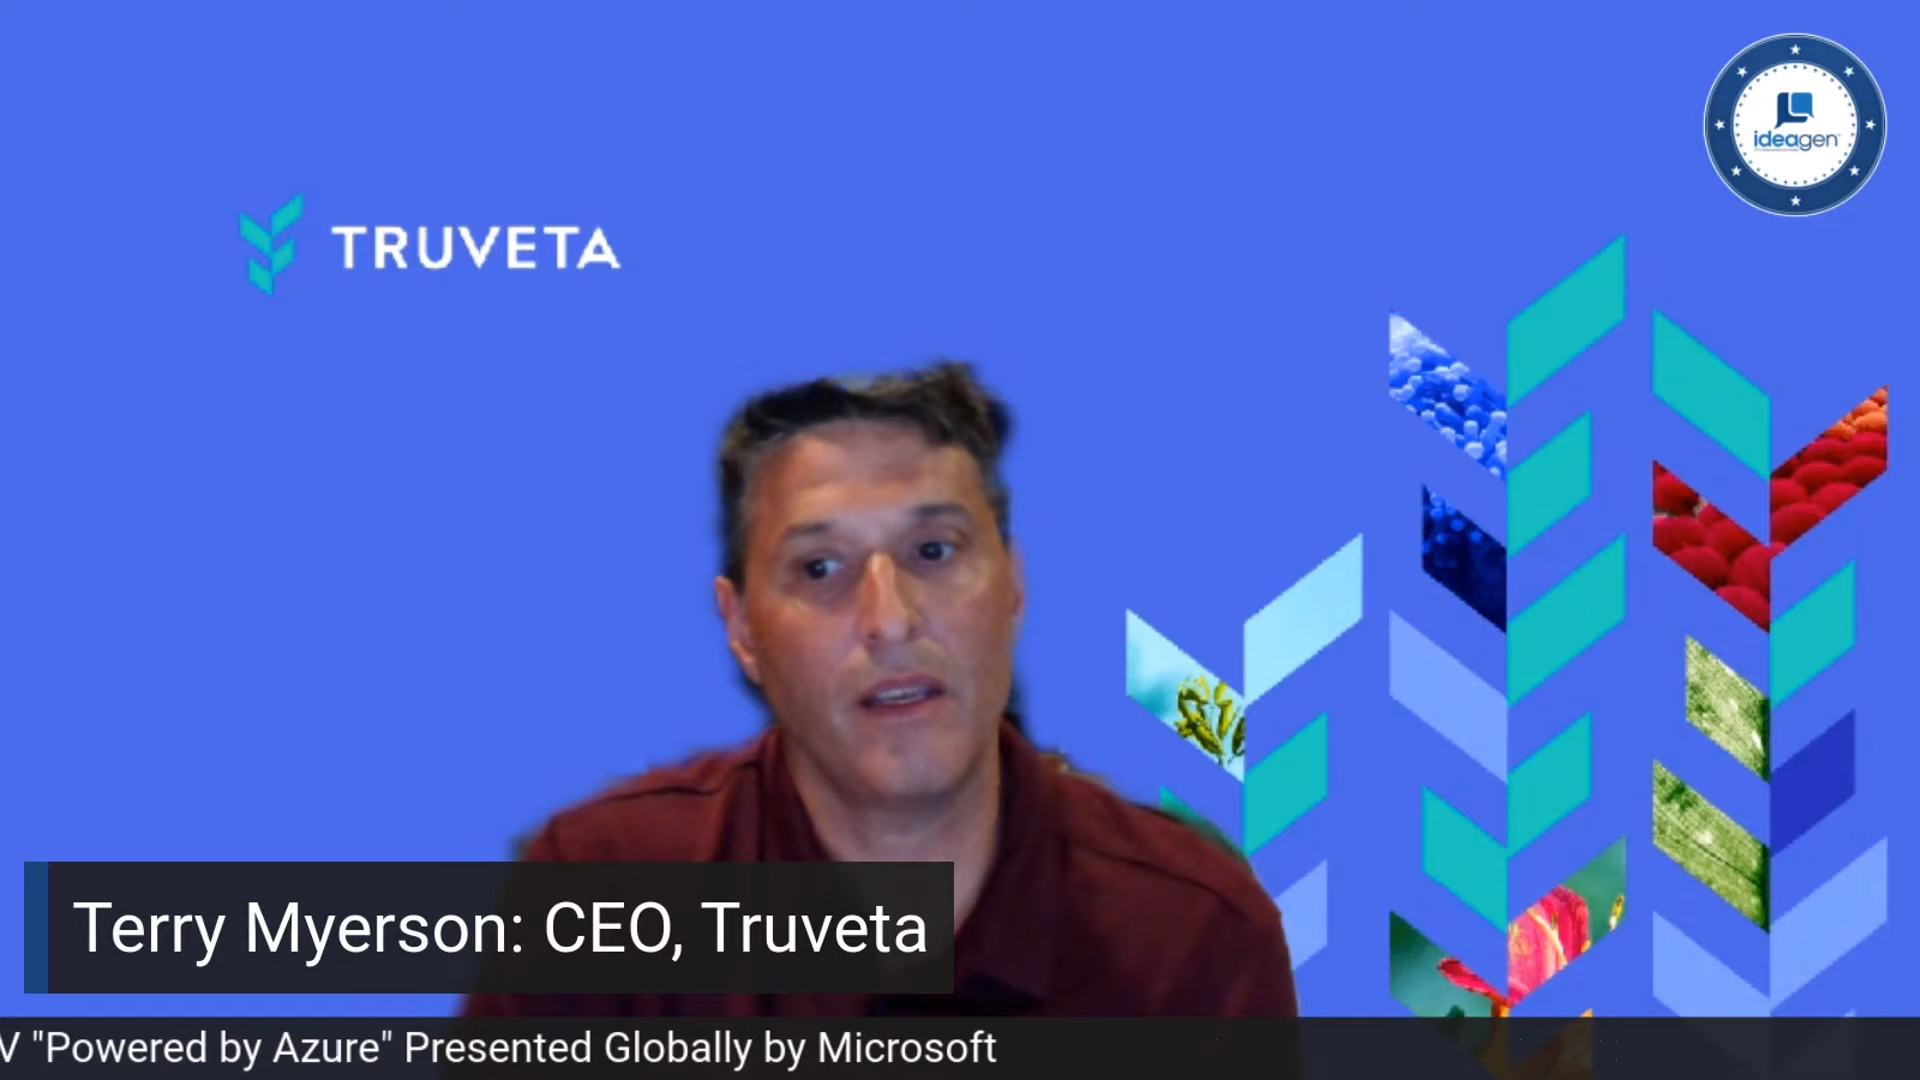 ideagen
TRUVETA
Terry Myerson: CEO, Truveta
V "Powered by Azure" Presented Globally by Microsoft